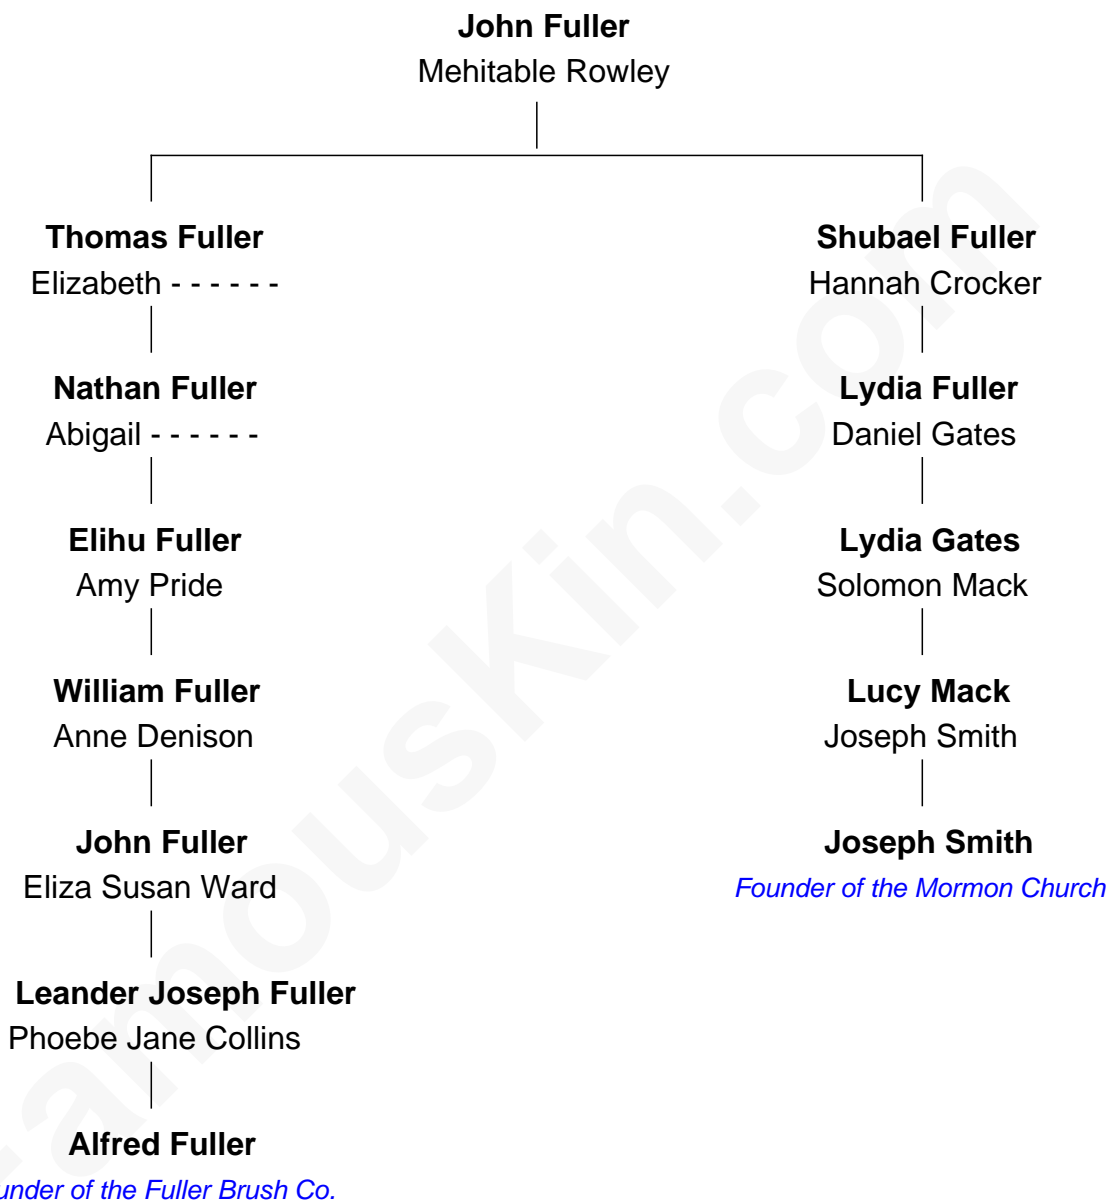 John Fuller
Mehitable Rowley
Thomas Fuller
Elizabeth - - - - - -
Shubael Fuller
Hannah Crocker
Nathan Fuller
Abigail - - - - - -
Lydia Fuller
Daniel Gates
Elihu Fuller
Amy Pride
Lydia Gates
Solomon Mack
William Fuller
Anne Denison
Lucy Mack
Joseph Smith
John Fuller
Eliza Susan Ward
Joseph Smith
Founder of the Mormon Church
Leander Joseph Fuller
Phoebe Jane Collins
Alfred Fuller
under of the Fuller Brush Co.
FamousKin.com